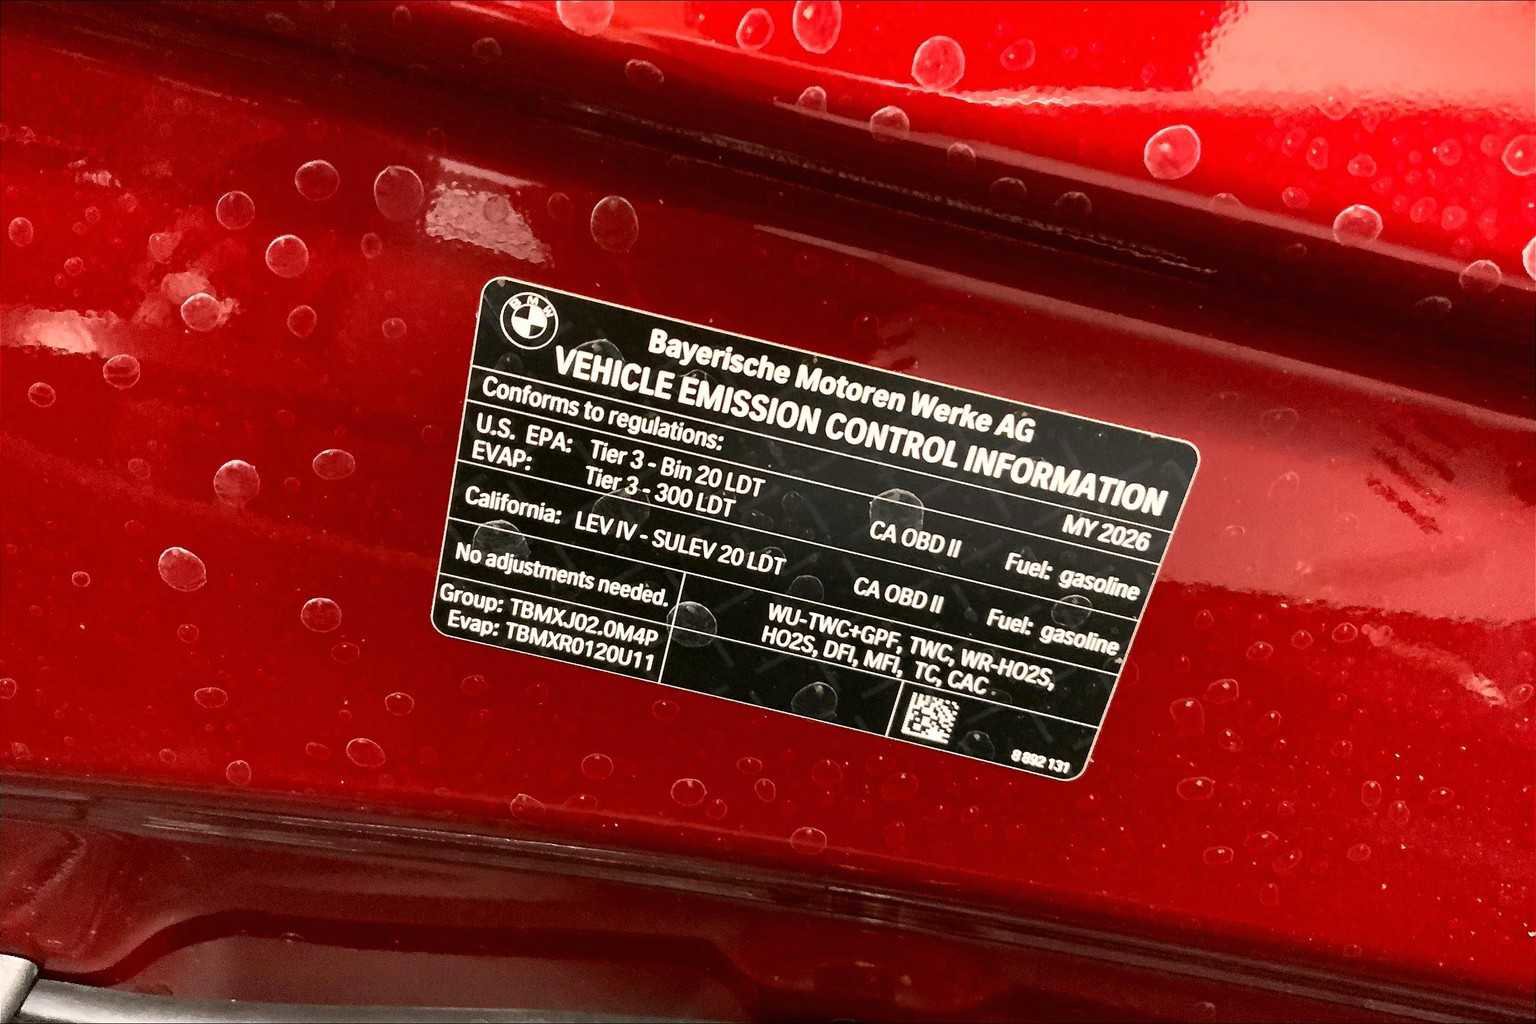 BMW
Bayerische Motoren Werke AG
VEHICLE EMISSION CONTROL INFORMATION
Conforms to regulations: MY 2026
U.S. EPA: Tier 3 - Bin 20 LDT CA OBD II Fuel: gasoline
EVAP: Tier 3 - 300 LDT
California: LEV IV - SULEV 20 LDT CA OBD II Fuel: gasoline
No adjustments needed. WU-TWC+GPF, TWC, WR-HO2S,
HO2S, DFI, MFI, TC, CAC
Group: TBMXJ02.0M4P
Evap: TBMXR0120U11
8 892 131